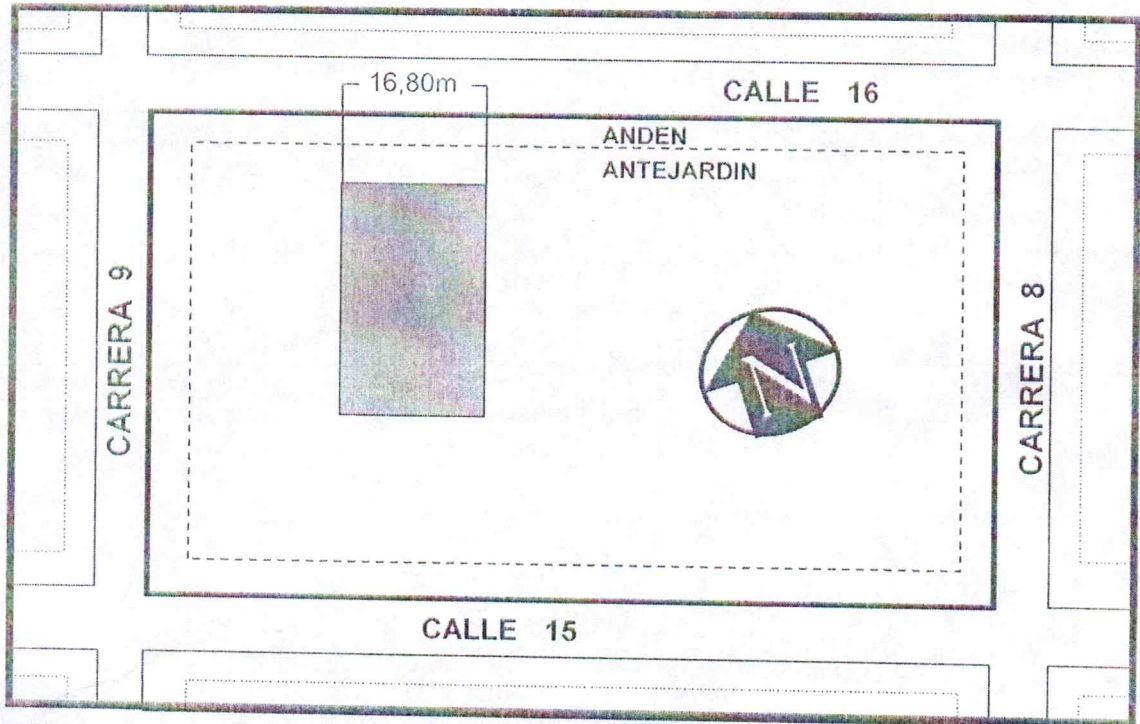 16,80m
CALLE 16
ANDEN
ANTEJARDIN
CARRERA 9
N
CARRERA 8
CALLE 15